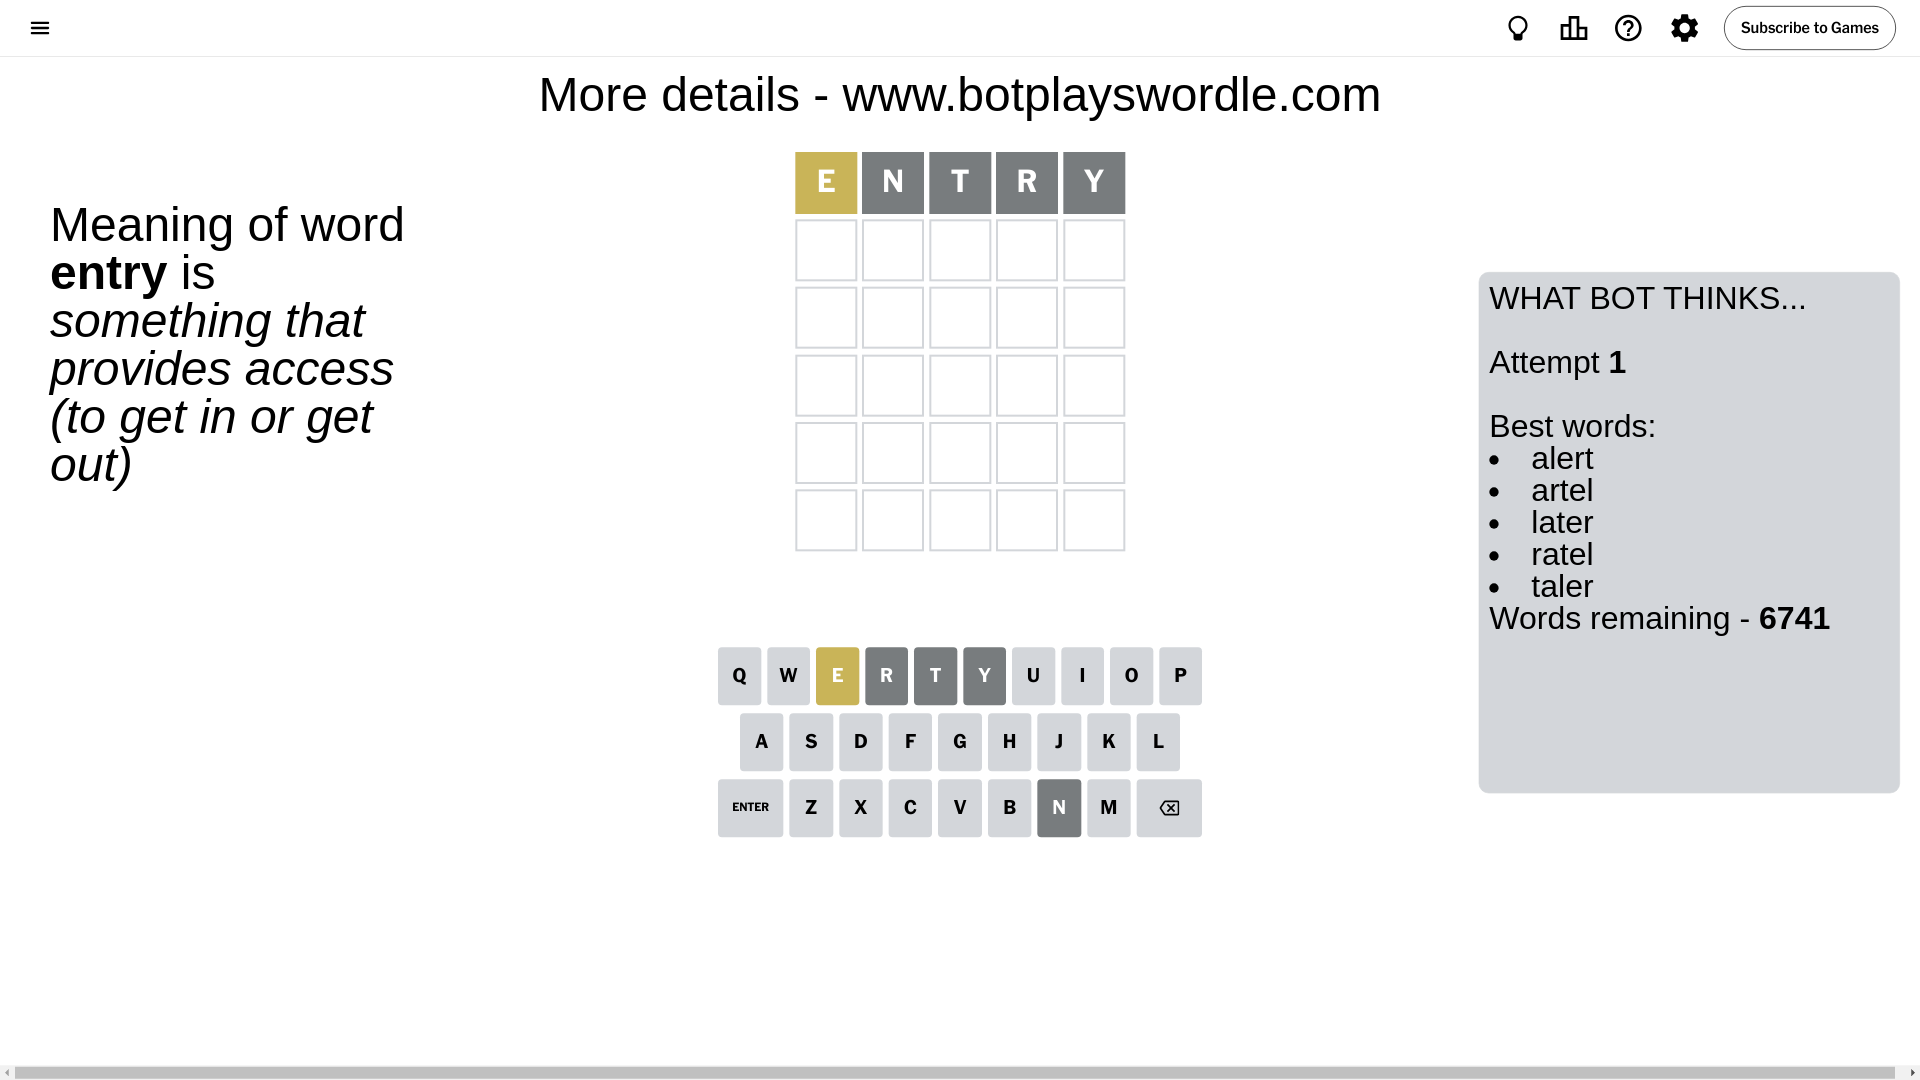 Subscribe to Games
More details - www.botplayswordle.com
Meaning of word
entry is
something that
provides access
(to get in or get
out)
E N T R Y
WHAT BOT THINKS...
Attempt 1
Best words:
alert
artel
later
ratel
taler
Words remaining - 6741
Q W E R T Y U I O P
A S D F G H J K L
ENTER Z X C V B N M